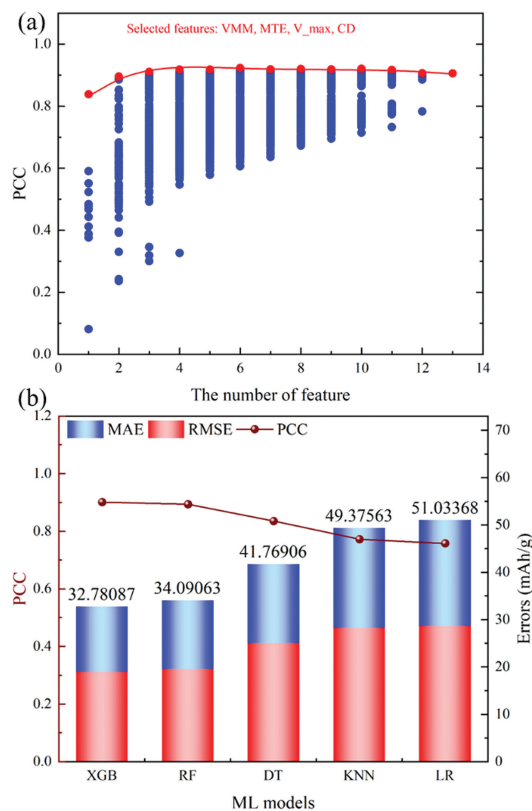 (a)
Selected features: VMM, MTE, V_max, CD
1.0
0.8
0.6
0.4
0.2
0.0
PCC
0 2 4 6 8 10 12 14
The number of feature
(b)
MAE RMSE PCC
1.2
1.0
0.8
0.6
0.4
0.2
0.0
PCC
32.78087
34.09063
41.76906
49.37563
51.03368
70
60
50
40
30
20
10
0
Errors (mAh/g)
XGB RF DT KNN LR
ML models